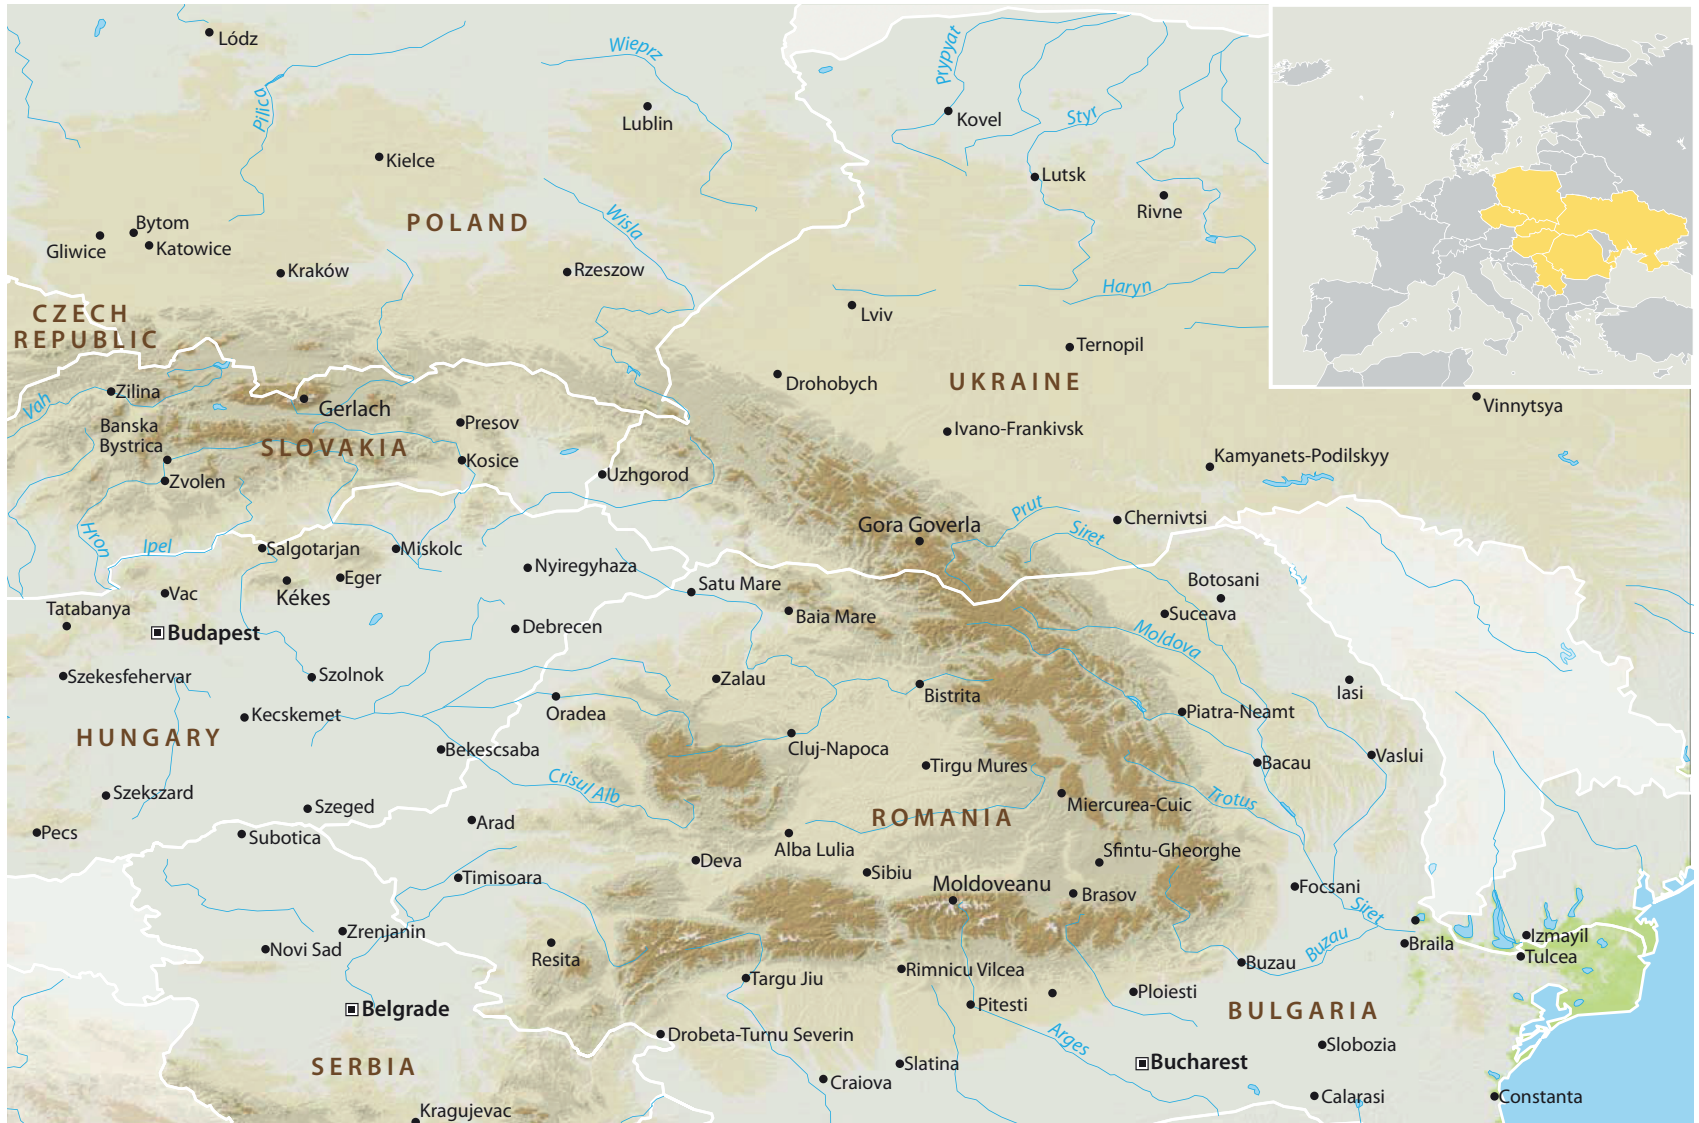 Lódz
Wieprz
Prypyat
Pilica
Lublin
Kovel
Styr
Kielce
Lutsk
Rivne
Bytom
POLAND
Wisla
Gliwice
Katowice
Kraków
Rzeszow
Haryn
CZECH
REPUBLIC
Lviv
Ternopil
Drohobych
UKRAINE
Zilina
Vah
Gerlach
Vinnytsya
Banska
Bystrica
Presov
Ivano-Frankivsk
SLOVAKIA
Kosice
Kamyanets-Podilskyy
Zvolen
Uzhgorod
Hron
Ipel
Gora Goverla
Prut
Siret
Chernivtsi
Salgotarjan
Miskolc
Nyiregyhaza
Eger
Kékes
Vac
Satu Mare
Botosani
Tatabanya
Baia Mare
Suceava
Budapest
Debrecen
Moldova
Szekesfehervar
Szolnok
Zalau
Bistrita
Iasi
Kecskemet
Oradea
Piatra-Neamt
HUNGARY
Bekescsaba
Cluj-Napoca
Tirgu Mures
Bacau
Vaslui
Crisul Alb
Szekszard
Szeged
Trotus
Miercurea-Cuic
ROMANIA
Pecs
Subotica
Arad
Alba Lulia
Sfintu-Gheorghe
Deva
Sibiu
Timisoara
Moldoveanu
Brasov
Focsani
Siret
Zrenjanin
Novi Sad
Resita
Buzau
Braila
Izmayil
Tulcea
Rimnicu Vilcea
Buzau
Targu Jiu
Ploiesti
Pitesti
Belgrade
BULGARIA
Drobeta-Turnu Severin
Arges
Slobozia
SERBIA
Slatina
Bucharest
Craiova
Calarasi
Constanta
Kragujevac